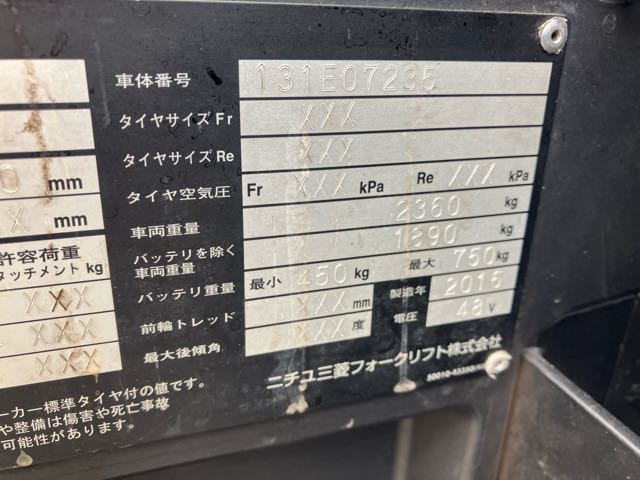 車体番号 131E07235
タイヤサイズ Fr XXX
タイヤサイズ Re XXX
タイヤ空気圧 Fr XXX kPa Re XXX kPa
車両重量 2360 kg
バッテリを除く車両重量 1890 kg
バッテリ重量 最小 450 kg 最大 750 kg
前輪トレッド XXX mm 製造年 2015
最大後傾角 XXX 度 電圧 48 V
ニチユ三菱フォークリフト株式会社
0 mm
X mm
許容荷重
タッチメント kg
XXX
XXX
XXX
ーカー標準タイヤ付の値です。
や整備は傷害や死亡事故
可能性があります。